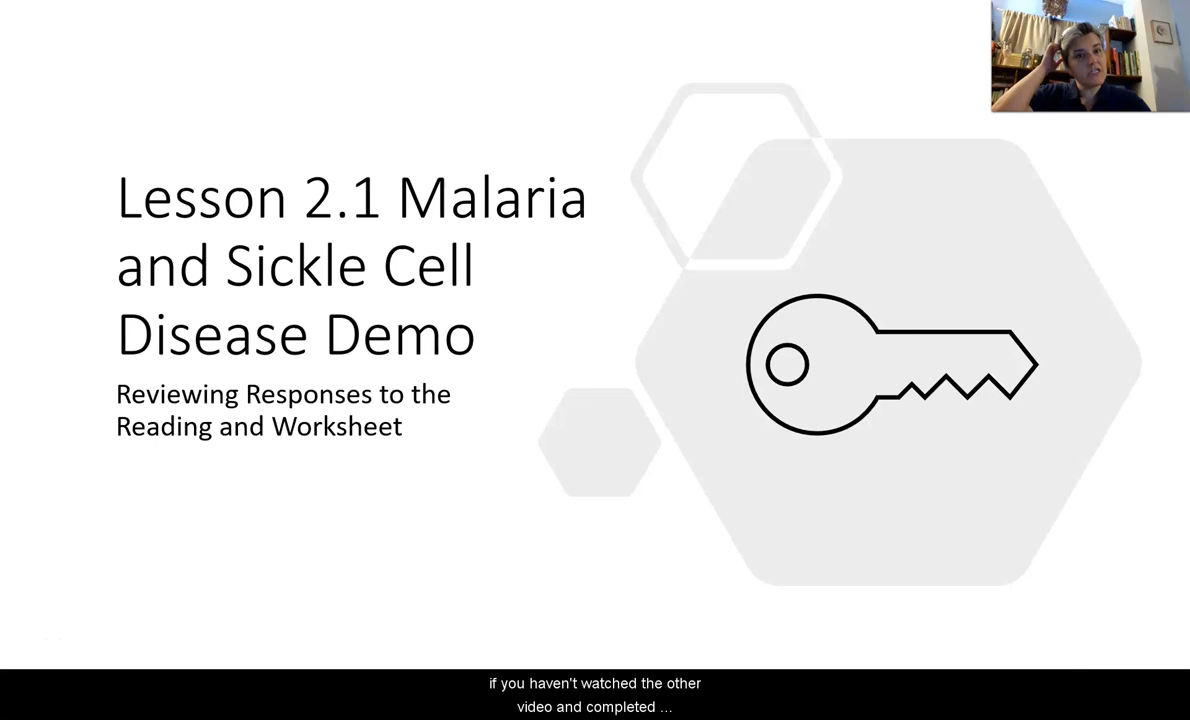 Lesson 2.1 Malaria
and Sickle Cell
Disease Demo
Reviewing Responses to the
Reading and Worksheet
if you haven't watched the other
video and completed ...